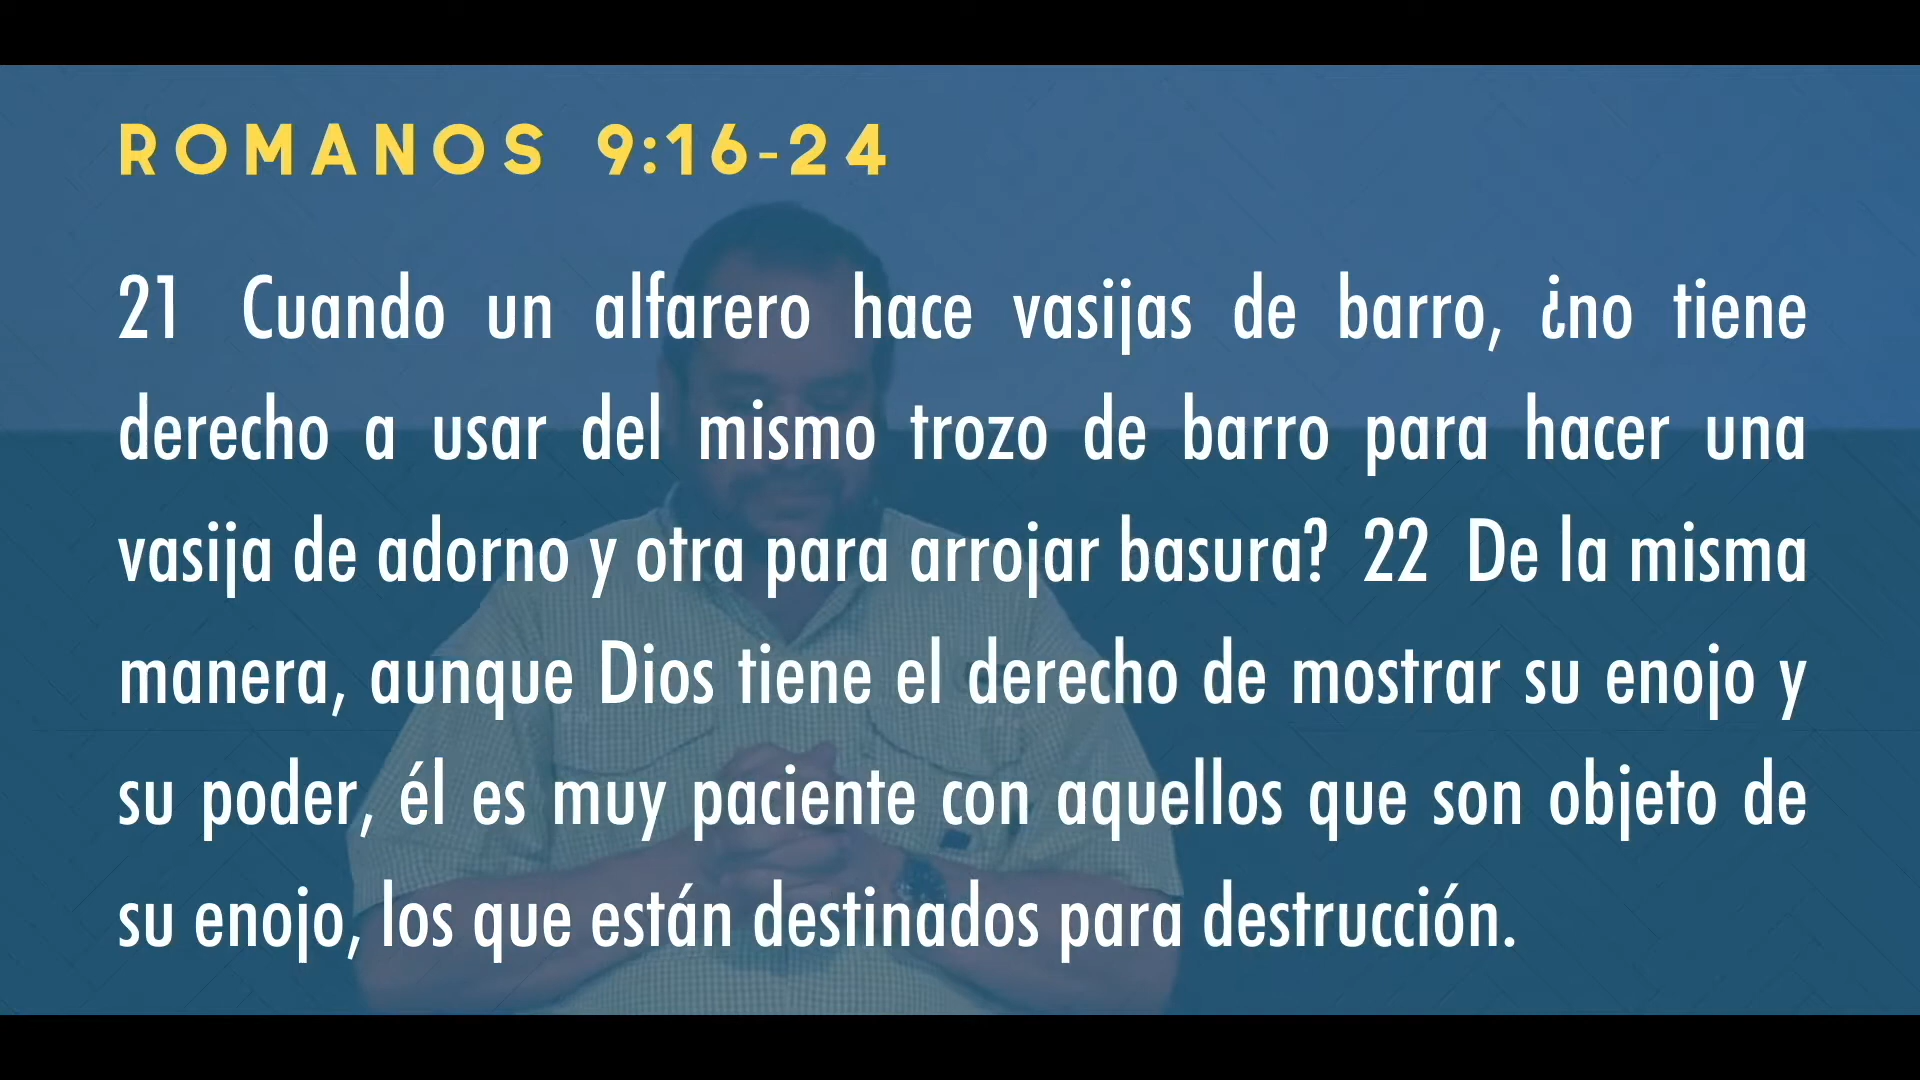 ROMANOS 9:16-24
21 Cuando un alfarero hace vasijas de barro, ¿no tiene
derecho a usar del mismo trozo de barro para hacer una
vasija de adorno y otra para arrojar basura? 22 De la misma
manera, aunque Dios tiene el derecho de mostrar su enojo y
su poder, él es muy paciente con aquellos que son objeto de
su enojo, los que están destinados para destrucción.